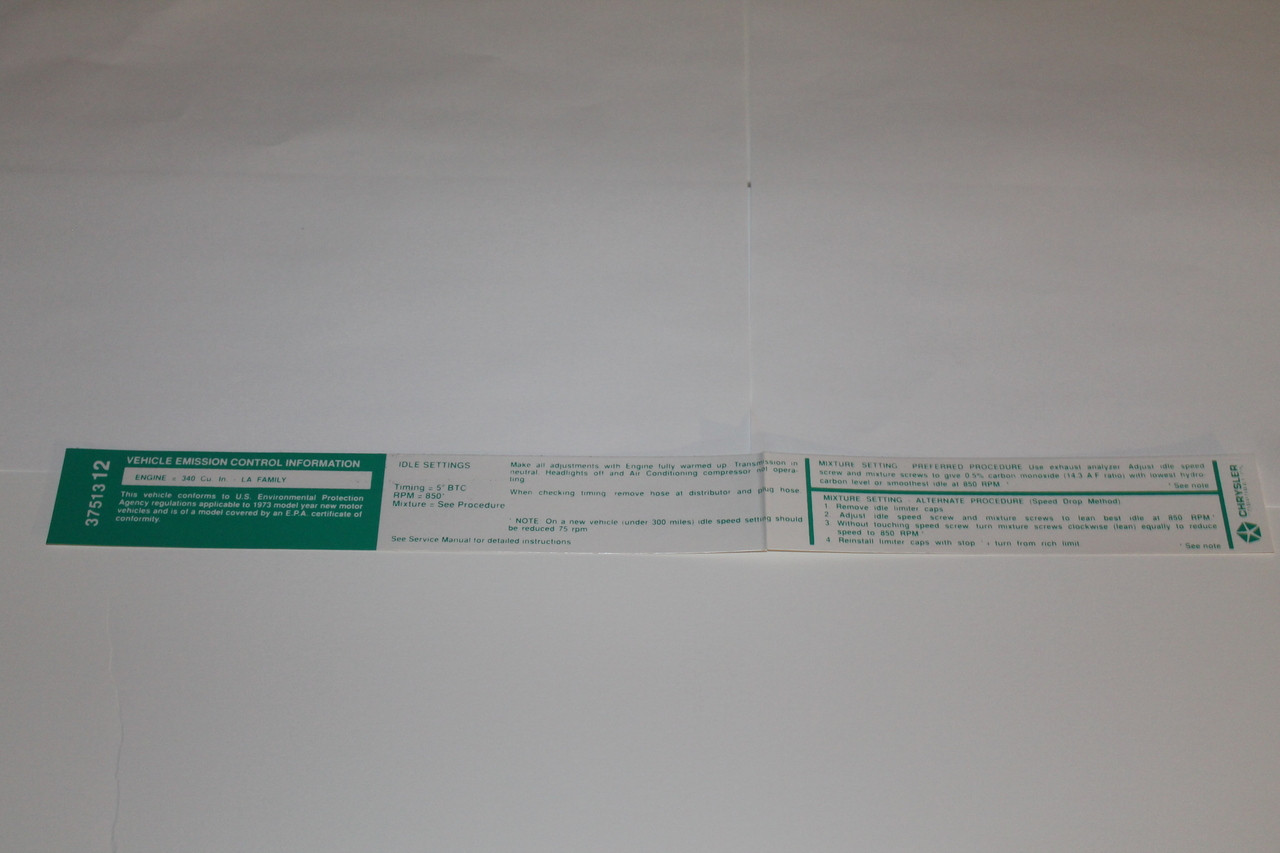 3751312
VEHICLE EMISSION CONTROL INFORMATION
ENGINE = 340 Cu. In. - LA FAMILY
This vehicle conforms to U.S. Environmental Protection
Agency regulations applicable to 1973 model year new motor
vehicles and is of a model covered by an E.P.A. certificate of
conformity.
IDLE SETTINGS
Timing = 5° BTC
RPM = 850*
Mixture = See Procedure
See Service Manual for detailed instructions
Make all adjustments with Engine fully warmed up. Transmission in
neutral. Headlights off and Air Conditioning compressor not opera-
ting.
When checking timing remove hose at distributor and plug hose
* NOTE: On a new vehicle (under 300 miles) idle speed setting should
be reduced 75 rpm
MIXTURE SETTING - PREFERRED PROCEDURE Use exhaust analyzer. Adjust idle speed
screw and mixture screws to give 0.5% carbon monoxide (14.3 A-F ratio) with lowest hydro-
carbon level or smoothest idle at 850 RPM *
* See note
MIXTURE SETTING - ALTERNATE PROCEDURE (Speed Drop Method)
1. Remove idle limiter caps
2. Adjust idle speed screw and mixture screws to lean best idle at 850 RPM*
3. Without touching speed screw turn mixture screws clockwise (lean) equally to reduce
speed to 850 RPM*
4. Reinstall limiter caps with stop turn from rich limit
* See note
CHRYSLER